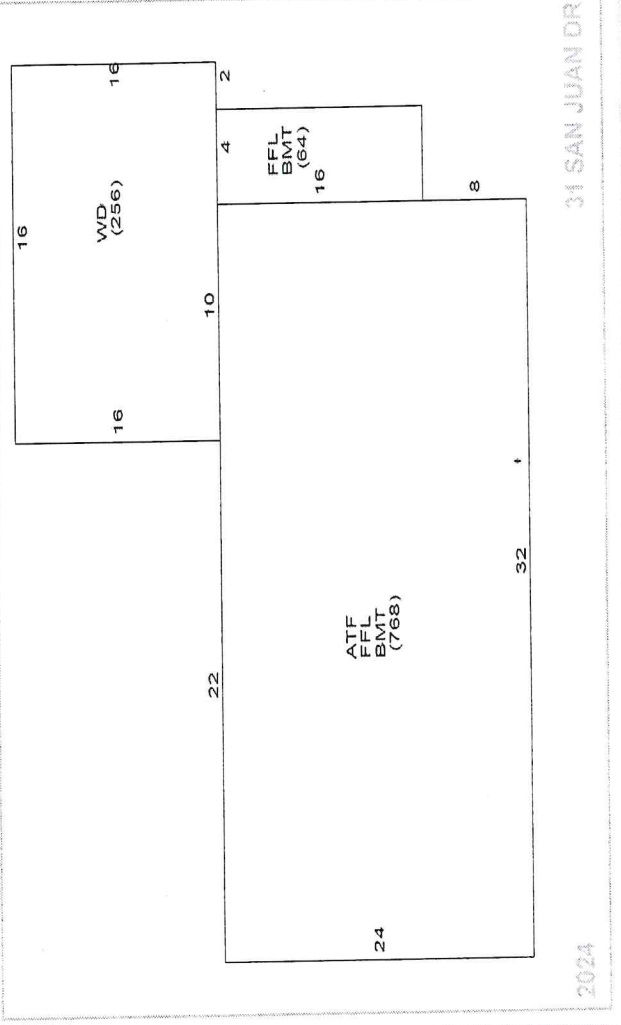 16
16
WD
(256)
16
2
10
4
FFL
BMT
(64)
16
8
22
ATF
FFL
BMT
(768)
24
32
2024
31 SAN JUAN DR